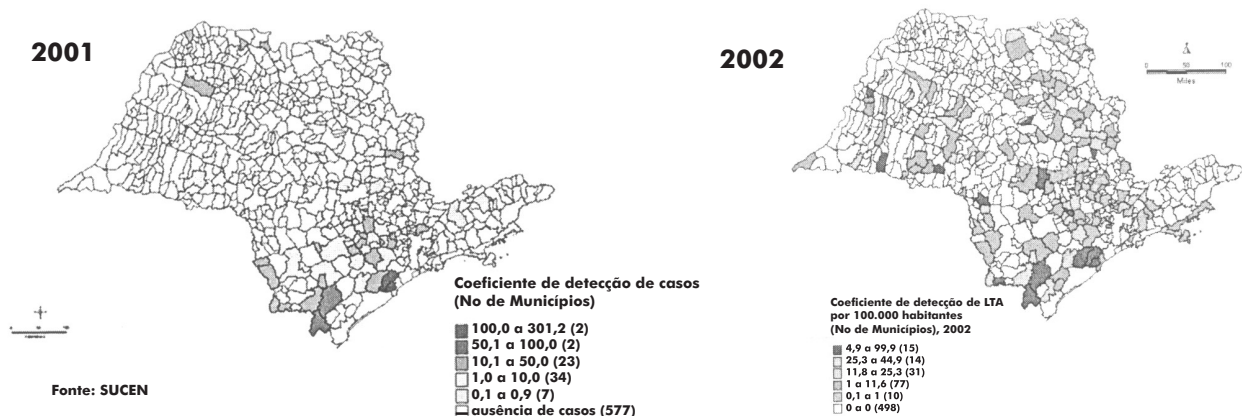 2001
Coeficiente de detecção de casos
(No de Municípios)
100,0 a 301,2 (2)
50,1 a 100,0 (2)
10,1 a 50,0 (23)
1,0 a 10,0 (34)
0,1 a 0,9 (7)
ausência de casos (577)
Fonte: SUCEN
2002
0 50 100
Miles
Coeficiente de detecção de LTA
por 100.000 habitantes
(No de Municípios), 2002
4,9 a 99,9 (15)
25,3 a 44,9 (14)
11,8 a 25,3 (31)
1 a 11,6 (77)
0,1 a 1 (10)
0 a 0 (498)